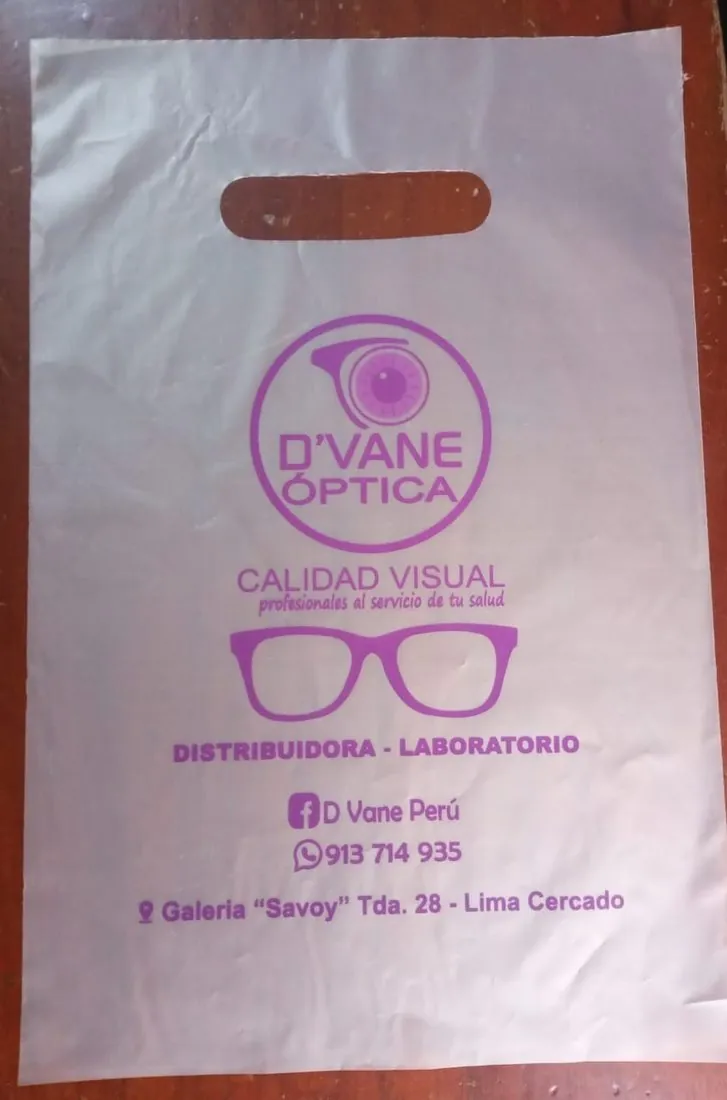 D'VANE
ÓPTICA
CALIDAD VISUAL
profesionales al servicio de tu salud
DISTRIBUIDORA - LABORATORIO
D Vane Perú
913 714 935
Galeria “Savoy” Tda. 28 - Lima Cercado